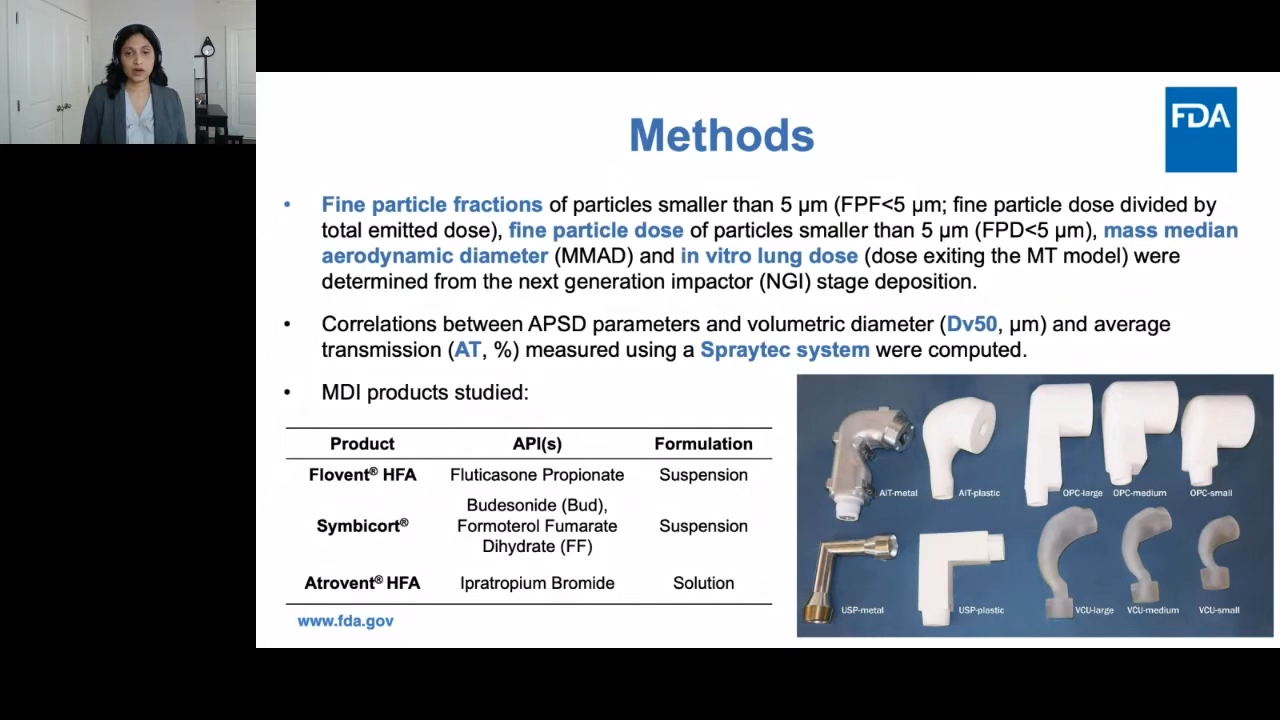 FDA
Methods
• Fine particle fractions of particles smaller than 5 µm (FPF<5 µm; fine particle dose divided by
total emitted dose), fine particle dose of particles smaller than 5 µm (FPD<5 µm), mass median
aerodynamic diameter (MMAD) and in vitro lung dose (dose exiting the MT model) were
determined from the next generation impactor (NGI) stage deposition.
• Correlations between APSD parameters and volumetric diameter (Dv50, µm) and average
transmission (AT, %) measured using a Spraytec system were computed.
• MDI products studied:
Product API(s) Formulation
Flovent® HFA Fluticasone Propionate Suspension
Budesonide (Bud),
Symbicort® Formoterol Fumarate Suspension
Dihydrate (FF)
Atrovent® HFA Ipratropium Bromide Solution
AIT-metal AIT-plastic OPC-large OPC-medium OPC-small
USP-metal USP-plastic VCU-large VCU-medium VCU-small
www.fda.gov